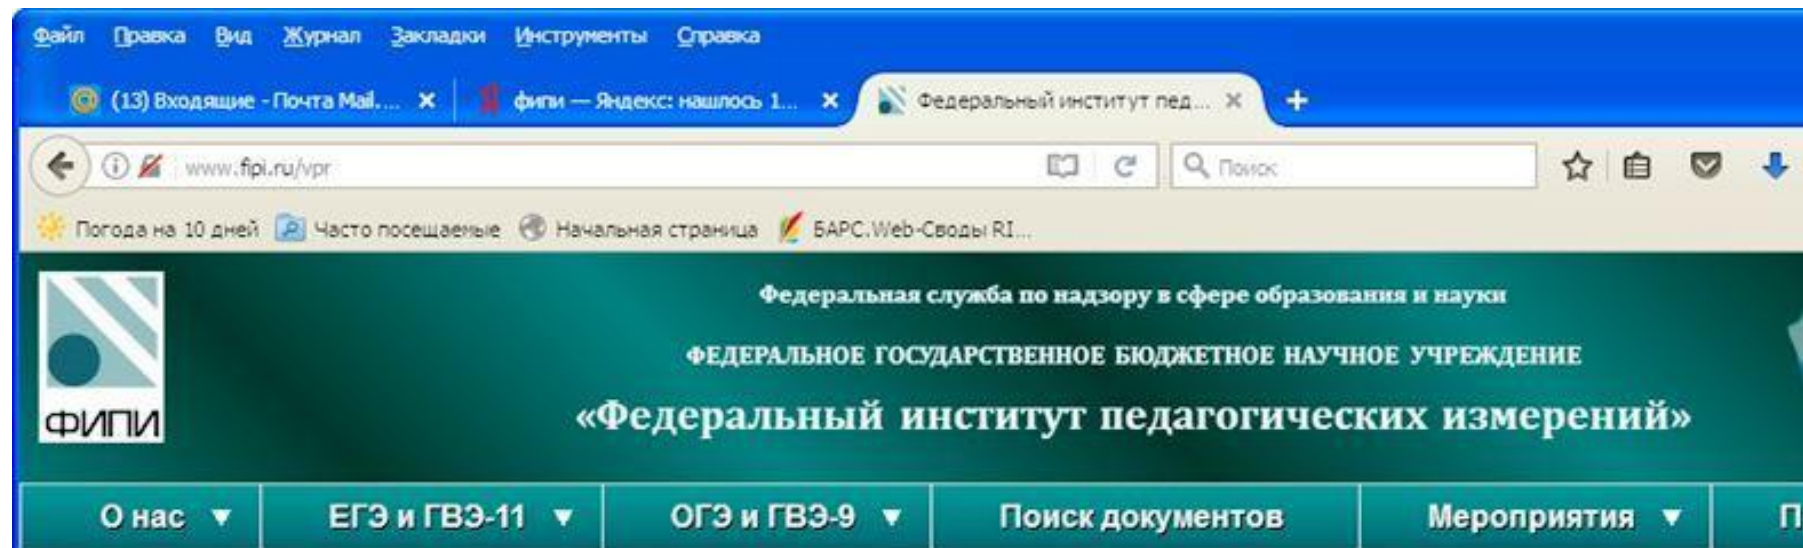 Файл Правка Вид Журнал Закладки Инструменты Справка
(13) Входящие - Почта Mail.... фипи — Яндекс: нашлось 1... Федеральный институт пед...
www.fipi.ru/vpr Поиск
Погода на 10 дней Часто посещаемые Начальная страница БАРС.Web-Своды RI...
Федеральная служба по надзору в сфере образования и науки
ФЕДЕРАЛЬНОЕ ГОСУДАРСТВЕННОЕ БЮДЖЕТНОЕ НАУЧНОЕ УЧРЕЖДЕНИЕ
«Федеральный институт педагогических измерений»
ФИПИ
О нас ЕГЭ и ГВЭ-11 ОГЭ и ГВЭ-9 Поиск документов Мероприятия